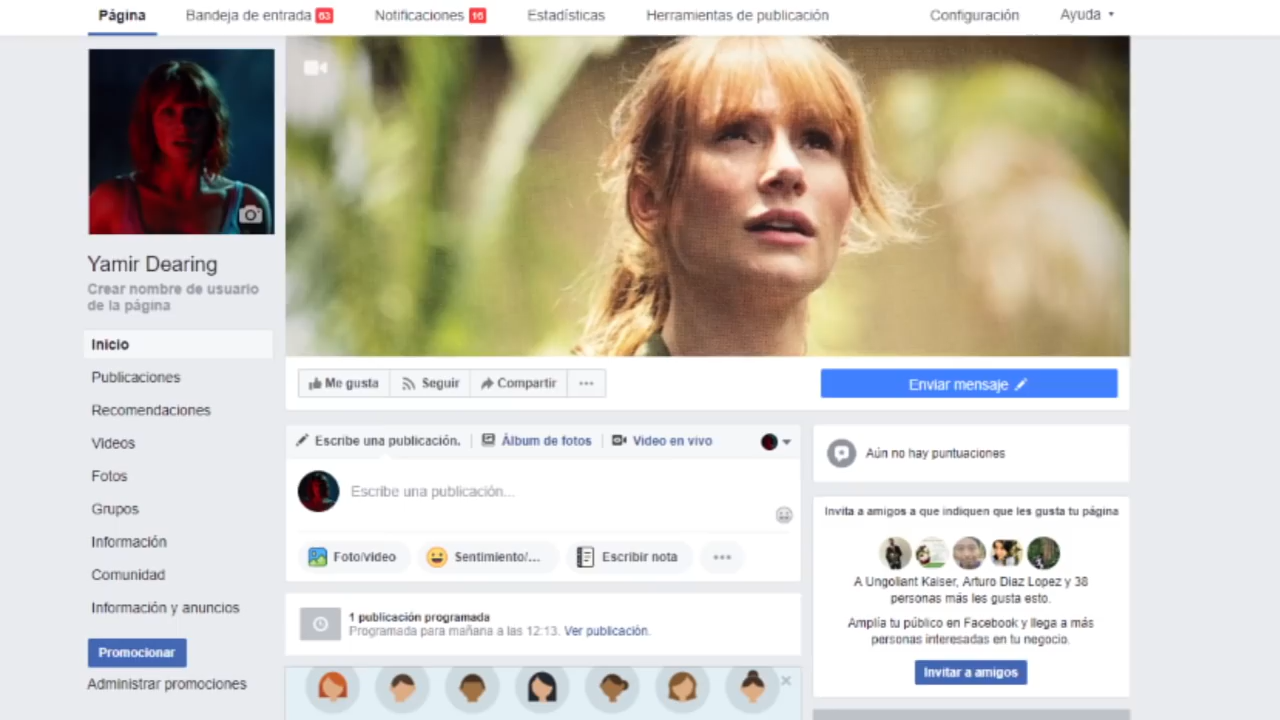 Página
Bandeja de entrada 63
Notificaciones 16
Estadísticas
Herramientas de publicación
Configuración
Ayuda
Yamir Dearing
Crear nombre de usuario
de la página
Inicio
Publicaciones
Recomendaciones
Videos
Fotos
Grupos
Información
Comunidad
Información y anuncios
Promocionar
Administrar promociones
Me gusta
Seguir
Compartir
...
Enviar mensaje
Escribe una publicación.
Álbum de fotos
Video en vivo
Escribe una publicación...
Foto/video
Sentimiento/...
Escribir nota
...
1 publicación programada
Programada para mañana a las 12:13. Ver publicación.
Aún no hay puntuaciones
Invita a amigos a que indiquen que les gusta tu página
A Ungoliant Kaiser, Arturo Diaz Lopez y 38
personas más les gusta esto.
Amplía tu público en Facebook y llega a más
personas interesadas en tu negocio.
Invitar a amigos